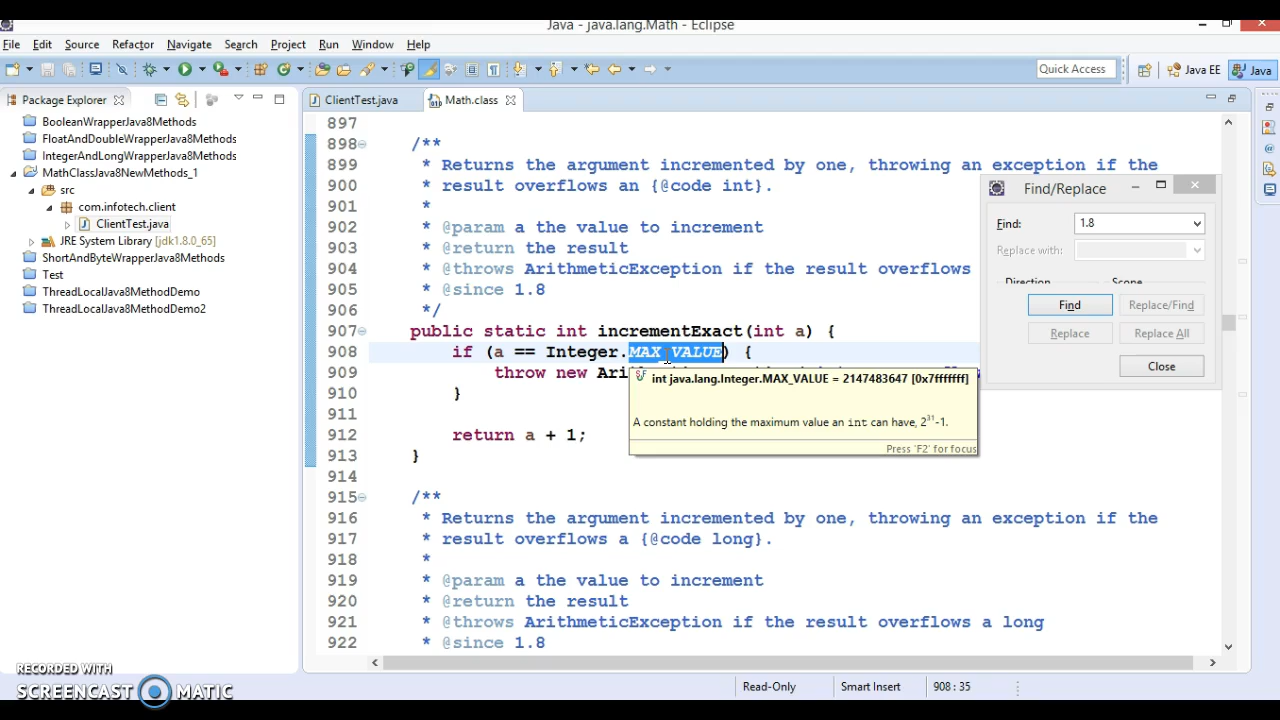 Java - java.lang.Math - Eclipse
File Edit Source Refactor Navigate Search Project Run Window Help
Quick Access
Java EE
Java
Package Explorer
ClientTest.java
Math.class
BooleanWrapperJava8Methods
FloatAndDoubleWrapperJava8Methods
IntegerAndLongWrapperJava8Methods
MathClassJava8NewMethods_1
src
com.infotech.client
ClientTest.java
JRE System Library [jdk1.8.0_65]
ShortAndByteWrapperJava8Methods
Test
ThreadLocalJava8MethodDemo
ThreadLocalJava8MethodDemo2
897
898 /**
899 * Returns the argument incremented by one, throwing an exception if the
900 * result overflows an {@code int}.
901 *
902 * @param a the value to increment
903 * @return the result
904 * @throws ArithmeticException if the result overflows
905 * @since 1.8
906 */
907 public static int incrementExact(int a) {
908 if (a == Integer.MAX_VALUE) {
909 throw new Ari
910 }
911
912 return a + 1;
913 }
914
915 /**
916 * Returns the argument incremented by one, throwing an exception if the
917 * result overflows a {@code long}.
918 *
919 * @param a the value to increment
920 * @return the result
921 * @throws ArithmeticException if the result overflows a long
922 * @since 1.8
int java.lang.Integer.MAX_VALUE = 2147483647 [0x7fffffff]
A constant holding the maximum value an int can have, 2³¹-1.
Press 'F2' for focus
Find/Replace
Find: 1.8
Replace with:
Direction Scope
Find Replace/Find
Replace Replace All
Close
Read-Only Smart Insert 908 : 35
RECORDED WITH
SCREENCAST MATIC